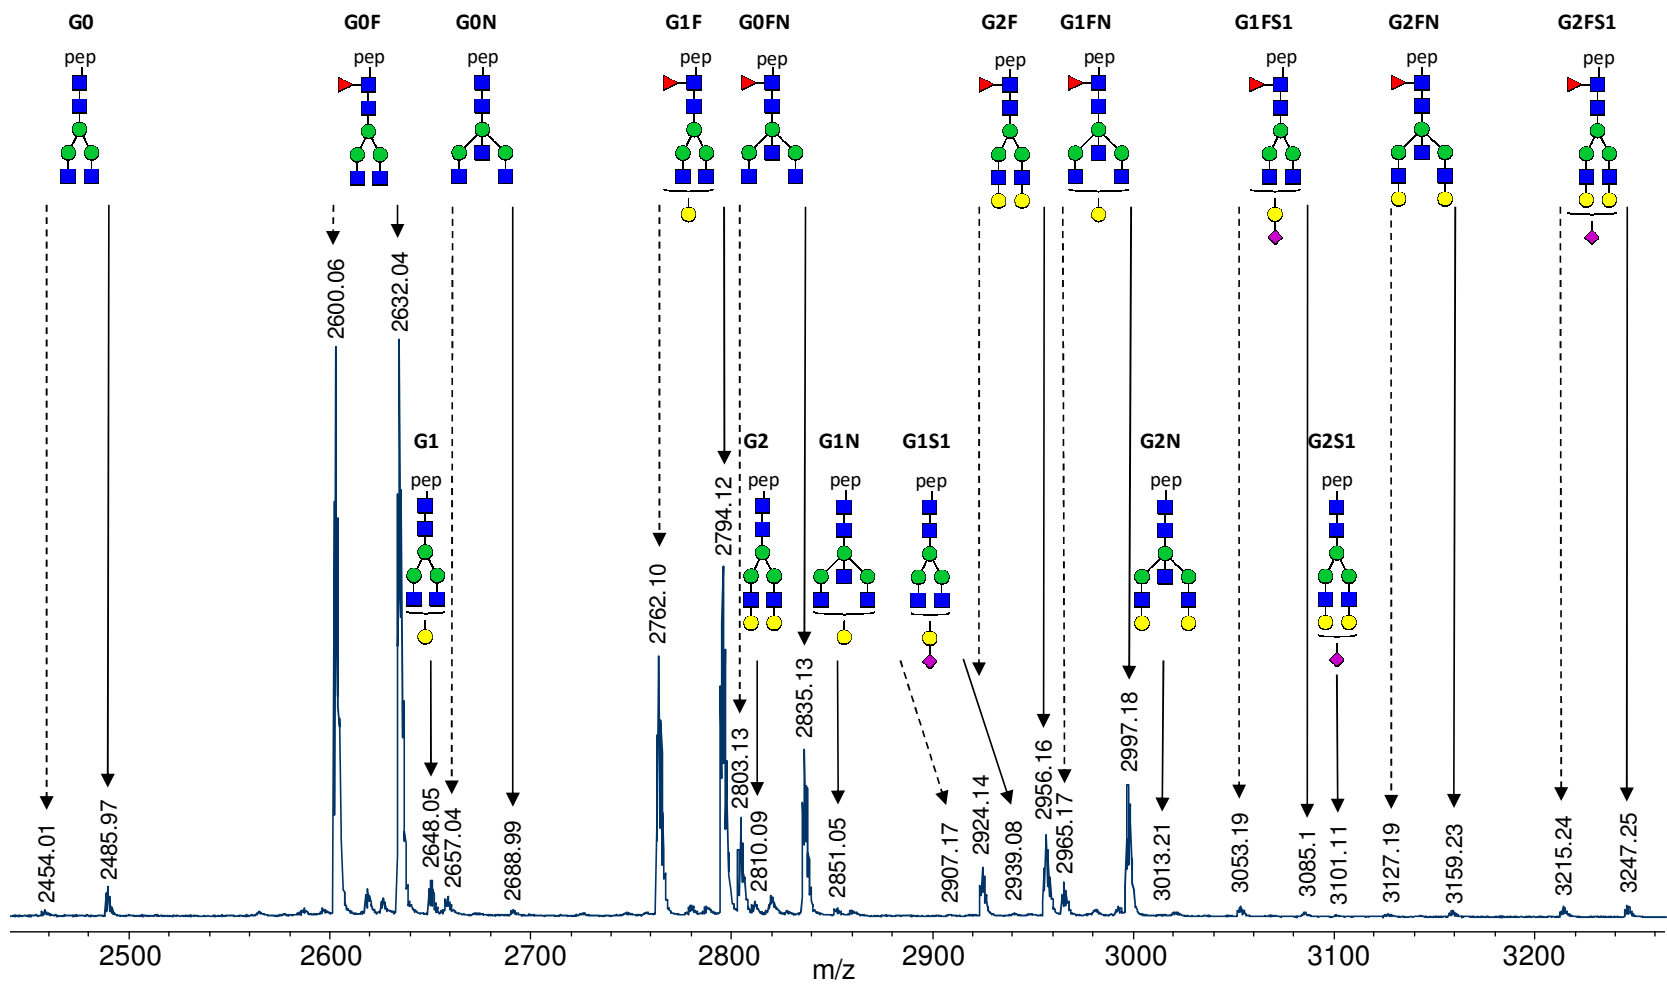 G0 G0F G0N G1F G0FN G2F G1FN G1FS1 G2FN G2FS1
pep pep pep pep pep pep pep pep pep pep
2600.06 2632.04
G1 G2 G1N G1S1 G2N G2S1
pep pep pep pep pep pep
2762.10 2794.12
2454.01 2485.97 2648.05 2657.04 2688.99 2803.13 2810.09 2835.13 2851.05 2907.17 2924.14 2939.08 2956.16 2965.17 2997.18 3013.21 3053.19 3085.1 3101.11 3127.19 3159.23 3215.24 3247.25
2500 2600 2700 2800 2900 3000 3100 3200
m/z